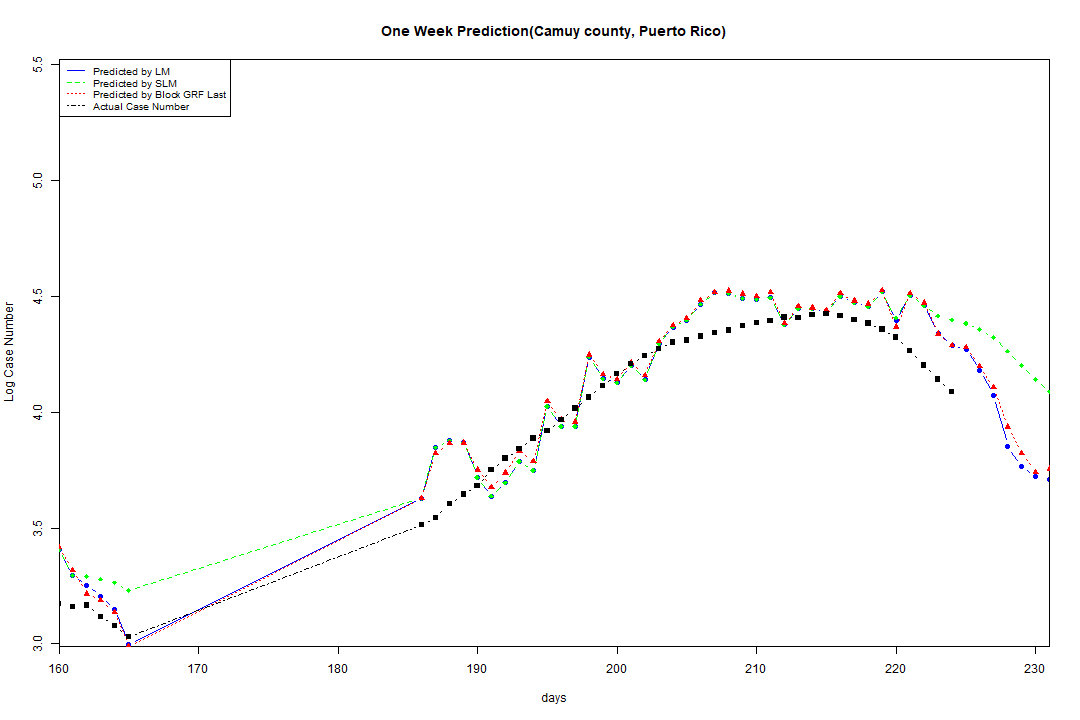 One Week Prediction(Camuy county, Puerto Rico)
Predicted by LM
Predicted by SLM
Predicted by Block GRF Last
Actual Case Number
5.5
5.0
4.5
4.0
3.5
3.0
Log Case Number
160 170 180 190 200 210 220 230
days